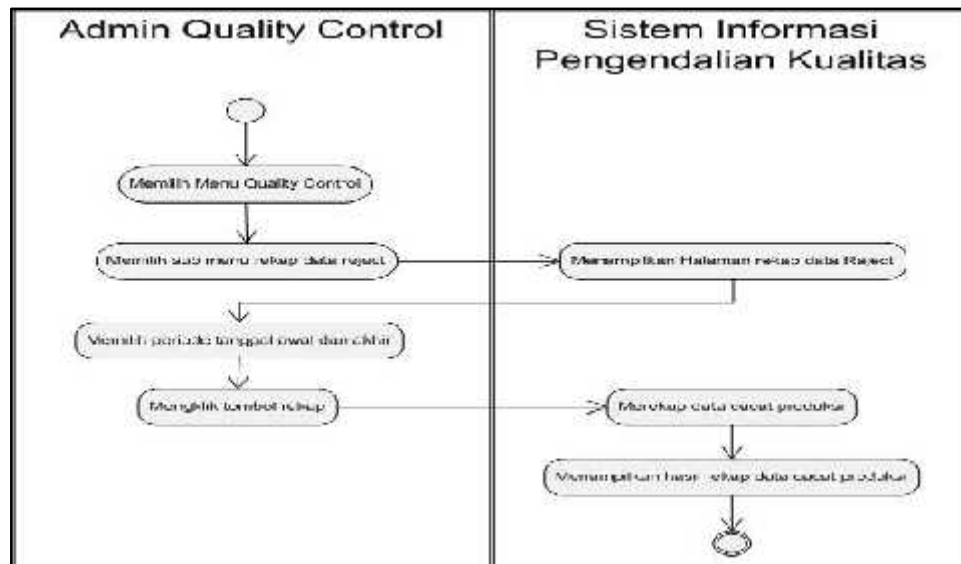 Admin Quality Control
Sistem Informasi
Pengendalian Kualitas
Memilih Menu Quality Control
Memilih sub menu rekap data reject
Menampilkan Halaman rekap data Reject
Memilih periode tanggal awal dan akhir
Mengklik tombol rekap
Merekap data cacat produksi
Menampilkan hasil rekap data cacat produksi